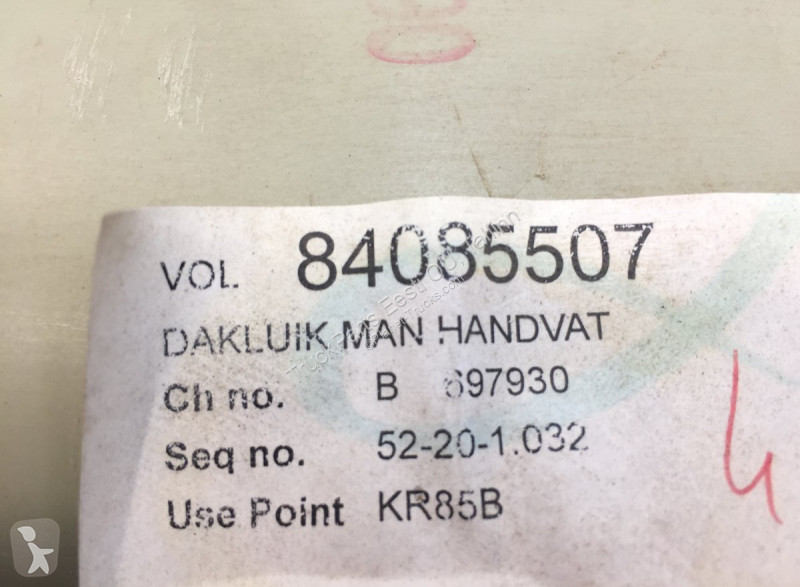 VOL. 84085507
DAKLUIK MAN HANDVAT
Ch no. B 697930
Seq no. 52-20-1.032
Use Point KR85B